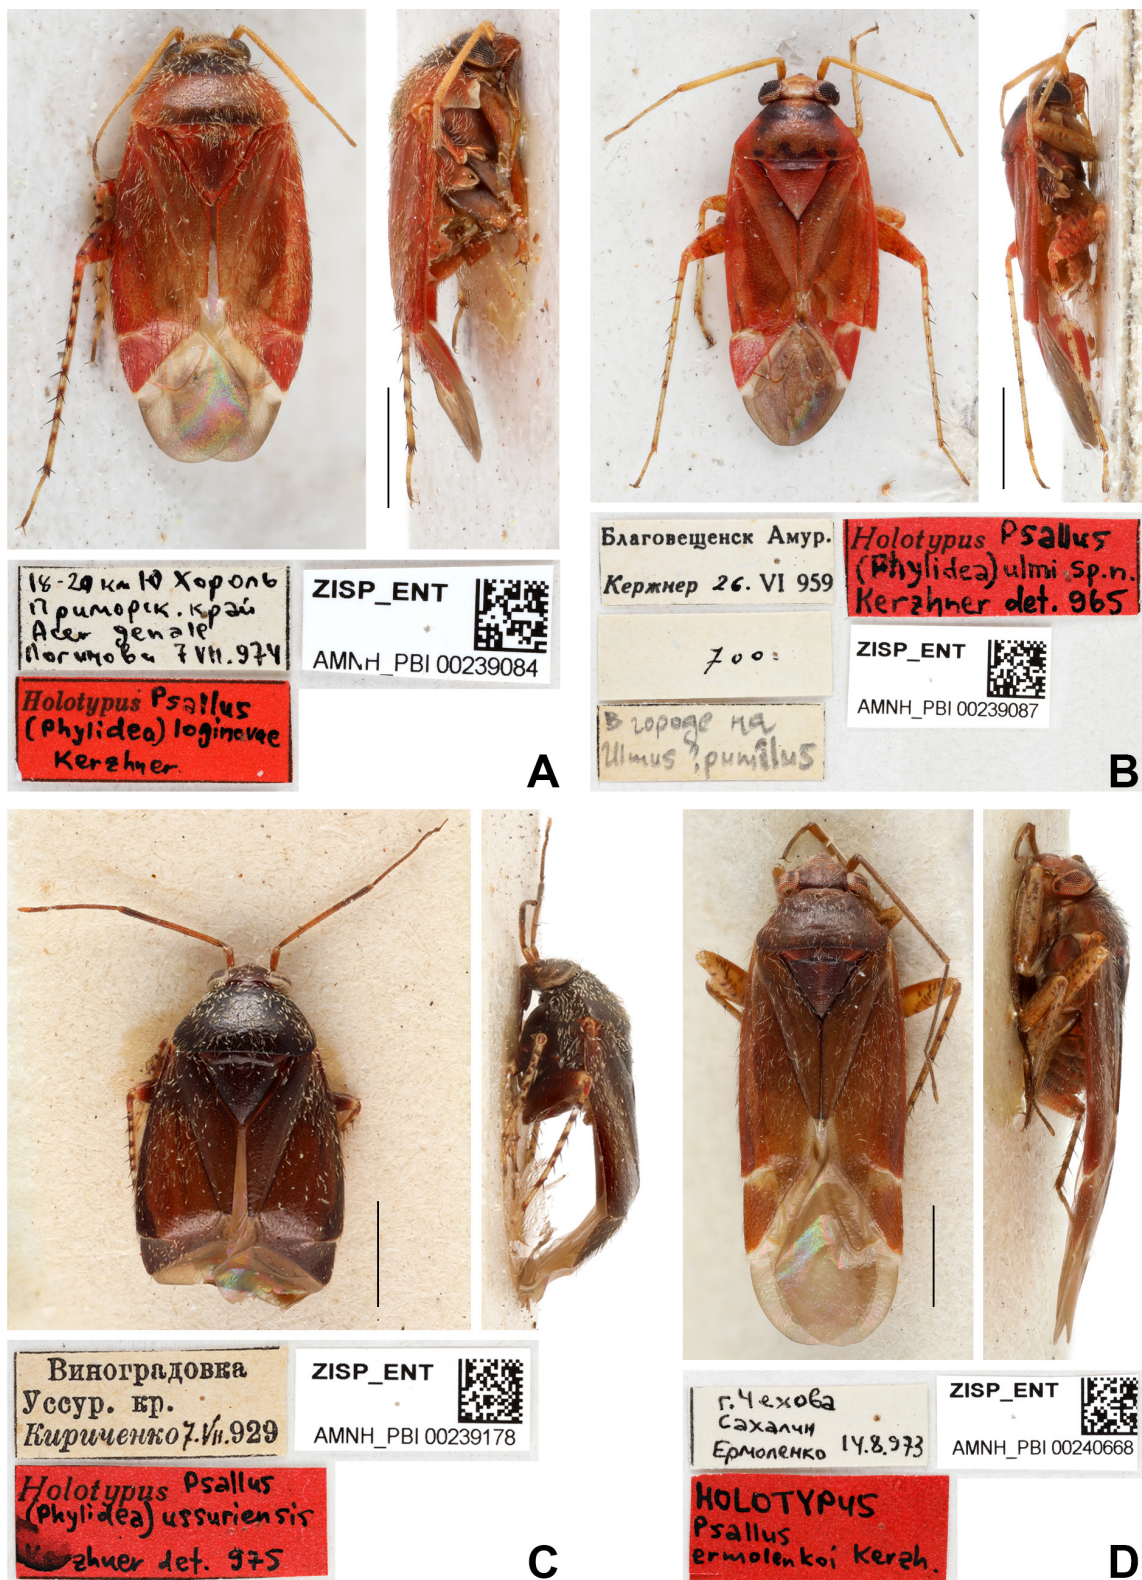 18-20 км Ю Хороль
Приморск. край
Acer genale
Логинова 7 VII.974
ZISP_ENT
AMNH_PBI 00239084
Holotypus Psallus
(Phylidea) loginovae
Kerzhner
A
Благовещенск Амур.
Кержнер 26. VI 959
700
в городе на
Ulmus ? pumilus
Holotypus Psallus
(Phylidea) ulmi sp.n.
Kerzhner det. 965
ZISP_ENT
AMNH_PBI 00239087
B
Виноградовка
Уссур. кр.
Кириченко 7.VII.929
ZISP_ENT
AMNH_PBI 00239178
Holotypus Psallus
(Phylidea) ussuriensis
Kerzhner det. 975
C
г. Чехова
Сахалин
Ермоленко 14.8.973
ZISP_ENT
AMNH_PBI 00240668
HOLOTYPUS
Psallus
ermolenkoi Kerzh.
D